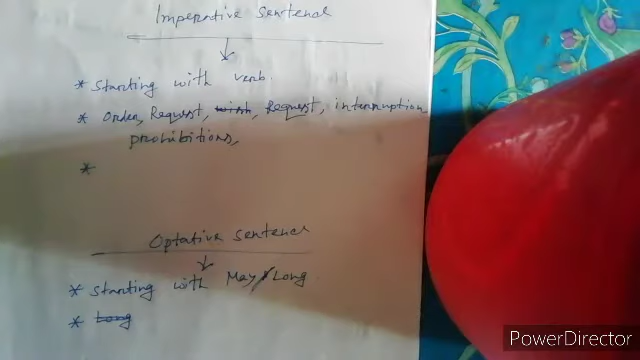 Imperative Sentence
* Starting with verb.
* Order, Request, wish, Request, interruption
prohibitions,
*
Optative Sentence
* Starting with May/Long
* Long
PowerDirector